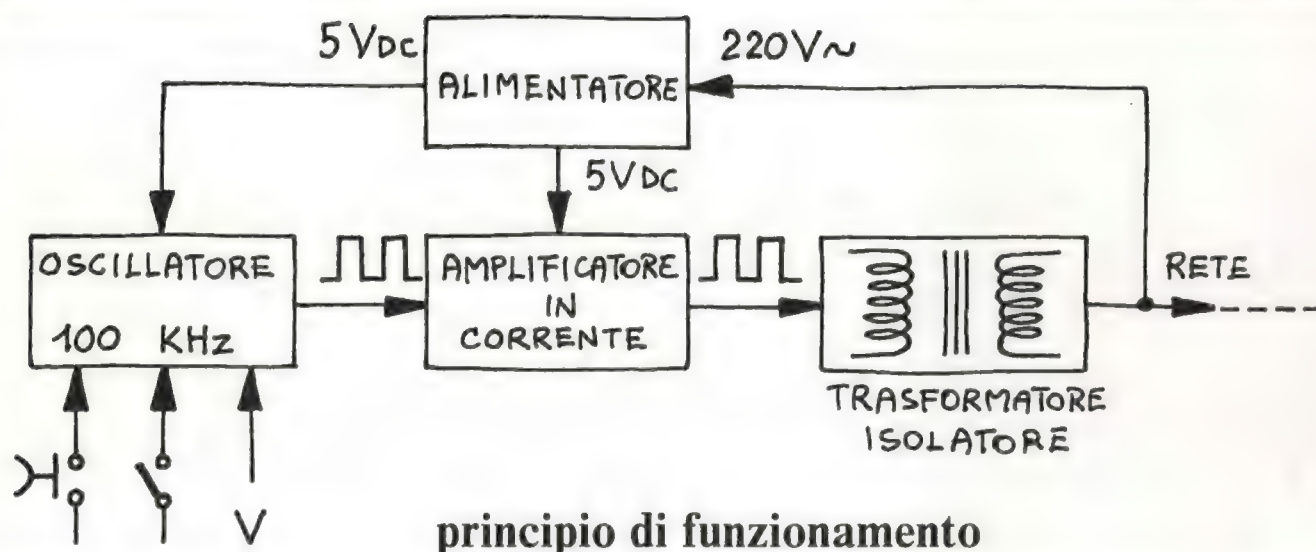 5VDC
220V~
ALIMENTATORE
5VDC
OSCILLATORE
100 KHz
AMPLIFICATORE
IN
CORRENTE
RETE
TRASFORMATORE
ISOLATORE
V
principio di funzionamento